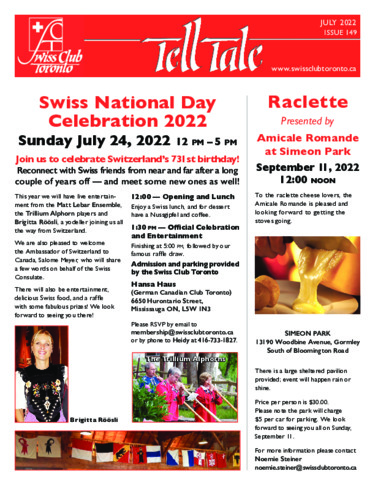 Swiss Club
Toronto
Tell Tale
JULY 2022
ISSUE 149
www.swissclubtoronto.ca
Swiss National Day
Celebration 2022
Sunday July 24, 2022 12 PM – 5 PM
Join us to celebrate Switzerland's 731st birthday!
Reconnect with Swiss friends from near and far after a long
couple of years off — and meet some new ones as well!
This year we will have live entertain-
ment from the Matt Lebar Ensemble,
the Trillium Alphorn players and
Brigitta Röösli, a yodeller joining us all
the way from Switzerland.
We are also pleased to welcome
the Ambassador of Switzerland to
Canada, Salome Meyer, who will share
a few words on behalf of the Swiss
Consulate.
There will also be entertainment,
delicious Swiss food, and a raffle
with some fabulous prizes! We look
forward to seeing you there!
12:00 — Opening and Lunch
Enjoy a Swiss lunch, and for dessert
have a Nussgipfel and coffee.
1:30 PM — Official Celebration
and Entertainment
Finishing at 5:00 PM, followed by our
famous raffle draw.
Admission and parking provided
by the Swiss Club Toronto
Hansa Haus
(German Canadian Club Toronto)
6650 Hurontario Street,
Mississauga ON, L5W 1N3
Please RSVP by email to
membership@swissclubtoronto.ca
or by phone to Heidy at 416-733-1827.
Brigitta Röösli
The Trillium Alphorns
Raclette
Presented by
Amicale Romande
at Simeon Park
September 11, 2022
12:00 NOON
To the raclette cheese lovers, the
Amicale Romande is pleased and
looking forward to getting the
stoves going.
SIMEON PARK
13190 Woodbine Avenue, Gormley
South of Bloomington Road
There is a large sheltered pavilion
provided; event will happen rain or
shine.
Price per person is $30.00.
Please note the park will charge
$5 per car for parking. We look
forward to seeing you all on Sunday,
September 11.
For more information please contact
Noemie Steiner
noemie.steiner@swissclubtoronto.ca